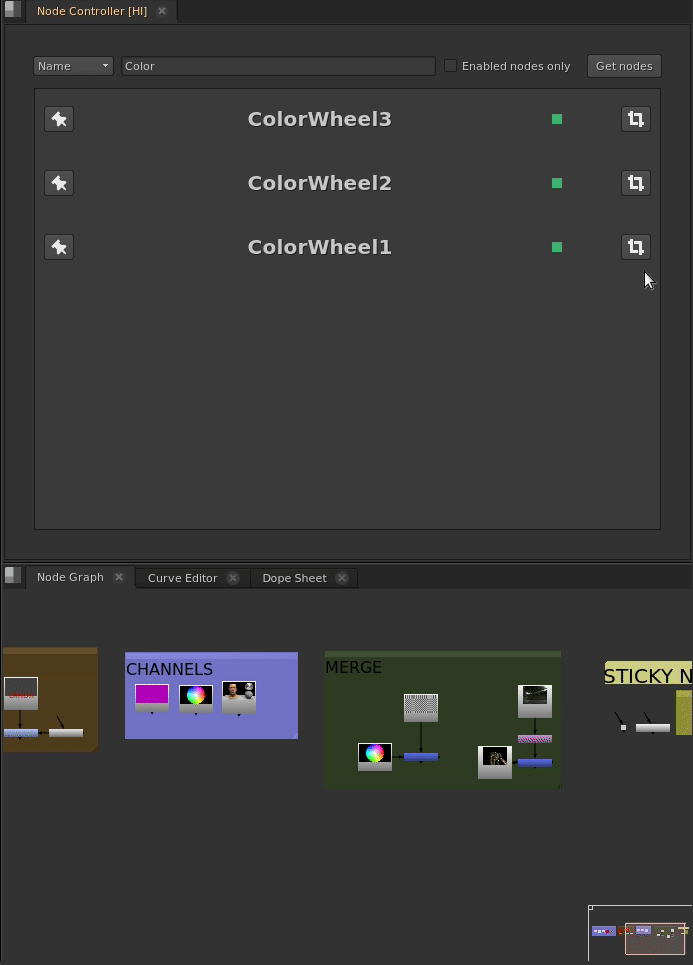 Node Controller [HI]
Name Color Enabled nodes only Get nodes
ColorWheel3
ColorWheel2
ColorWheel1
Node Graph Curve Editor Dope Sheet
CHANNELS
MERGE
STICKY N